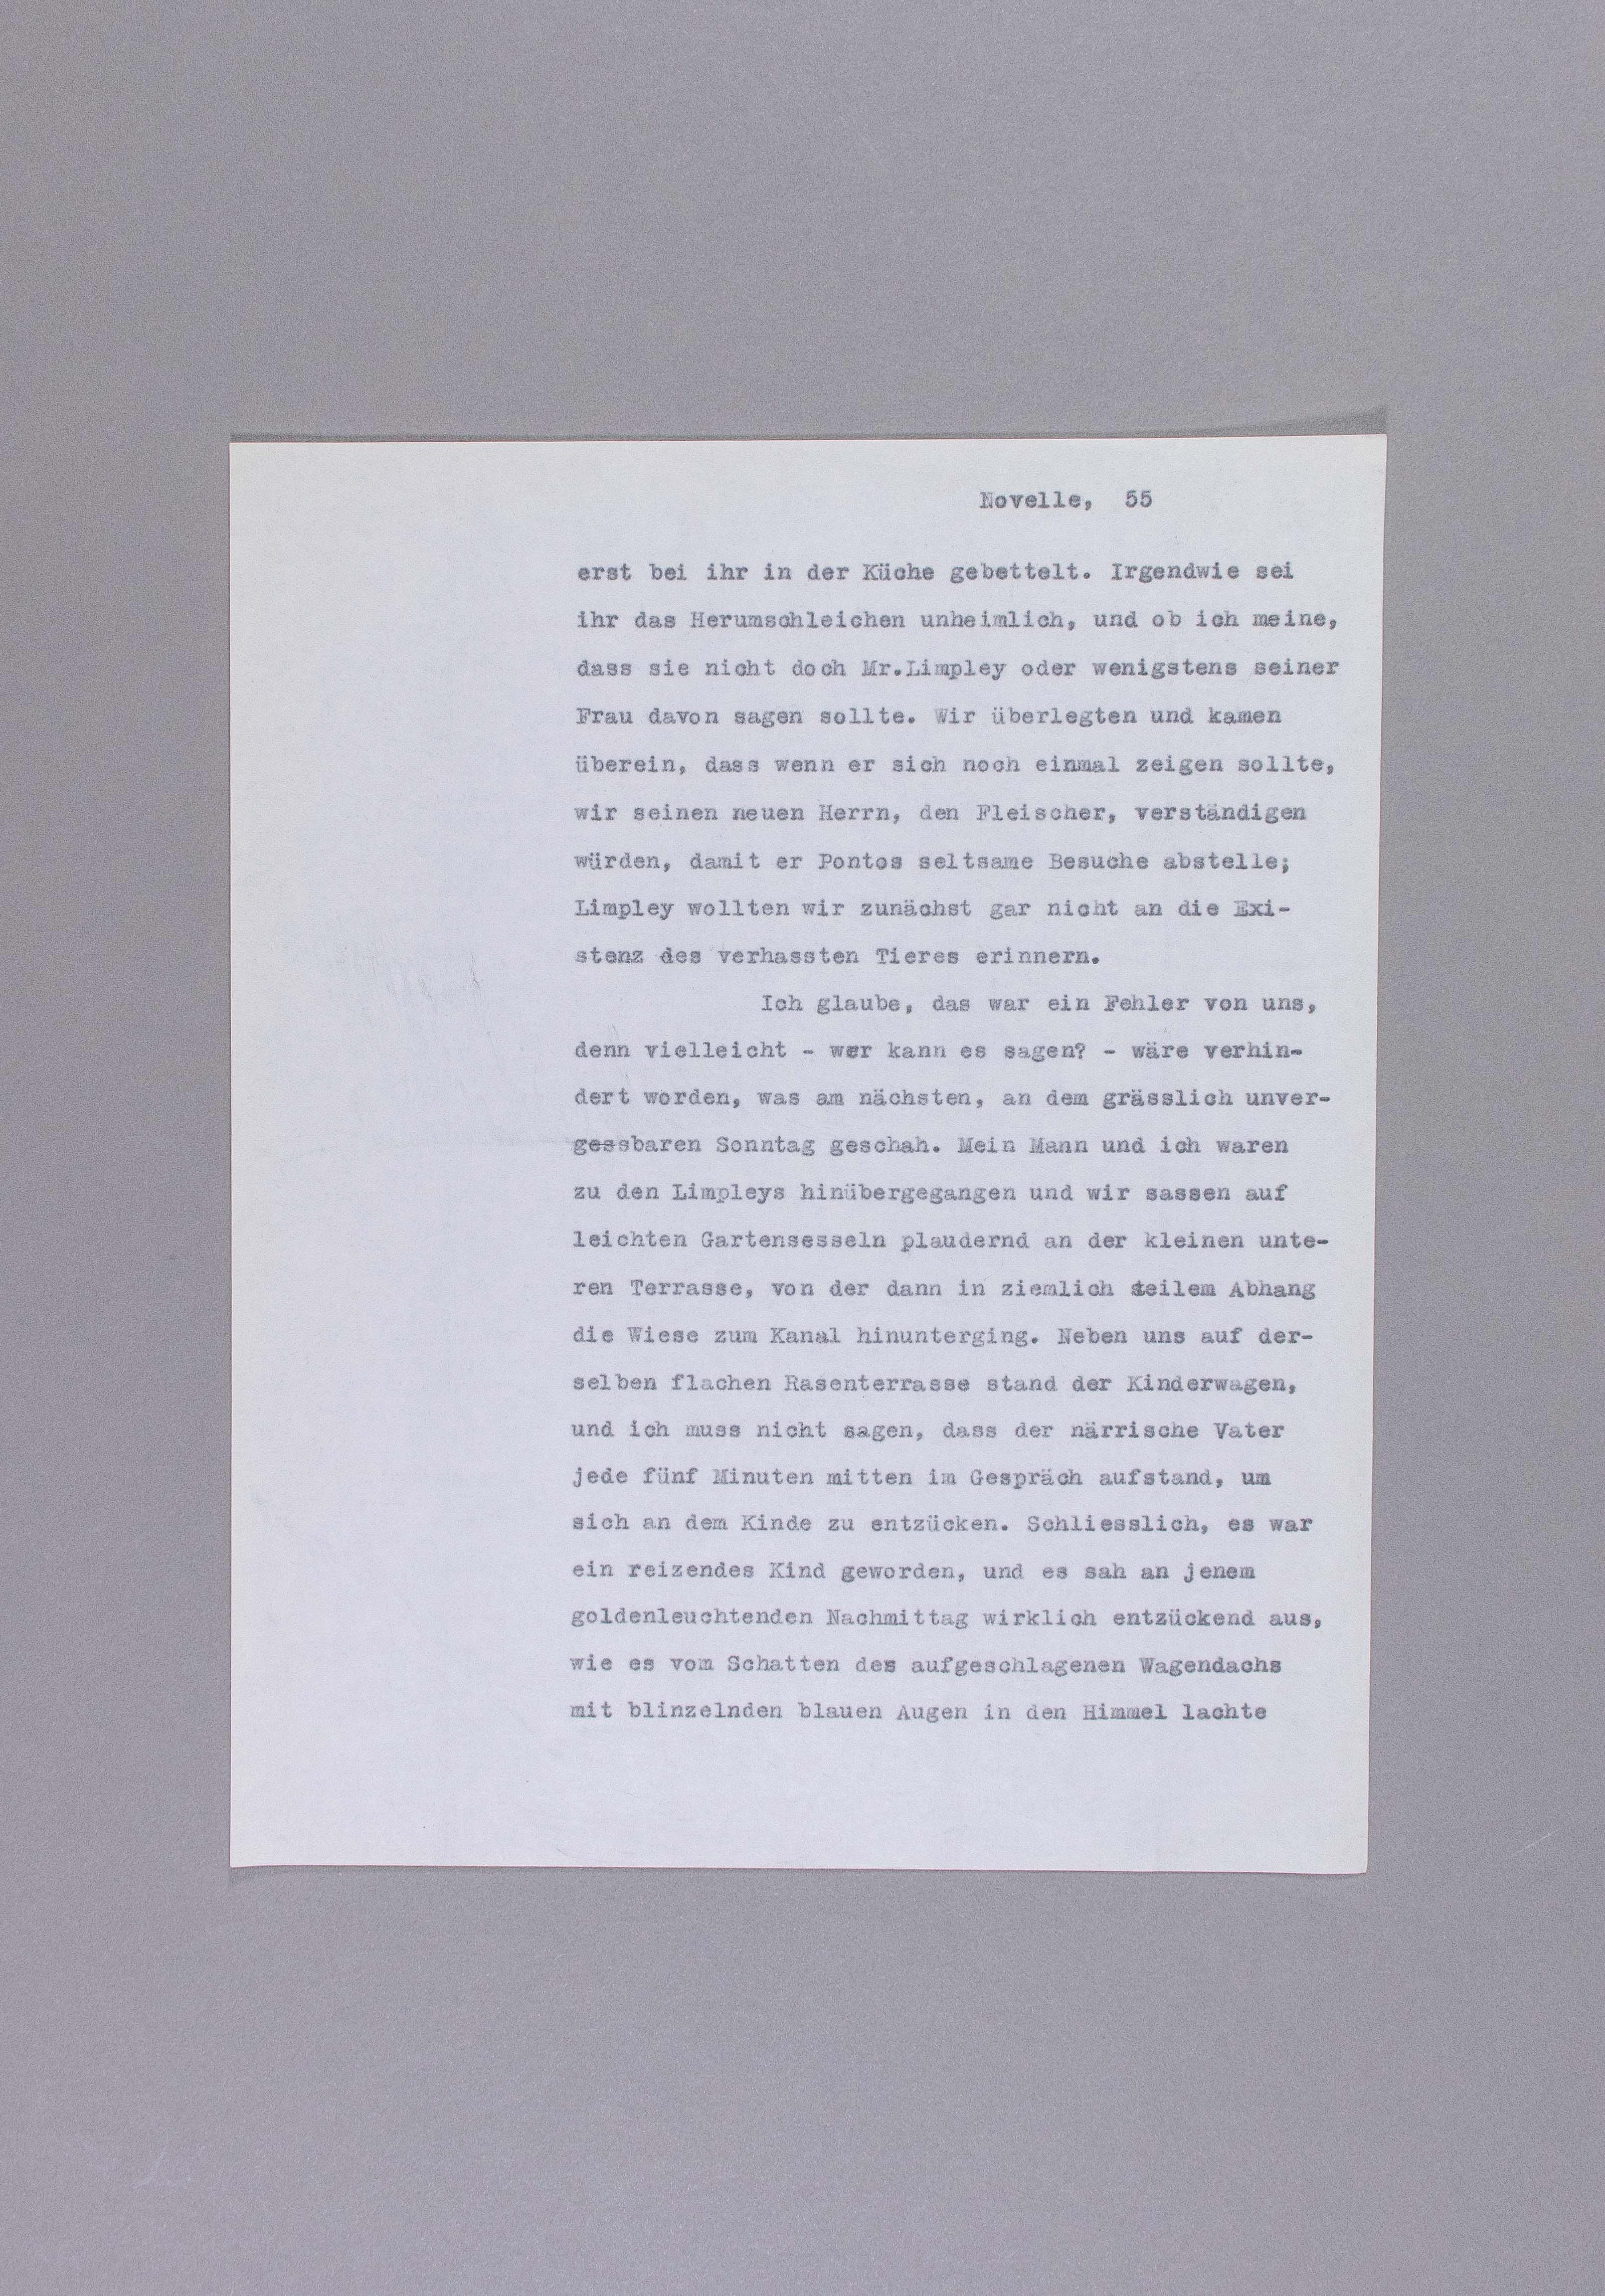 Novelle, 55
erst bei ihr in der Küche gebettelt. Irgendwie sei
ihr das Herumschleichen unheimlich, und ob ich meine,
dass sie nicht doch Mr.Limpley oder wenigstens seiner
Frau davon sagen sollte. Wir überlegten und kamen
überein, dass wenn er sich noch einmal zeigen sollte,
wir seinen neuen Herrn, den Fleischer, verständigen
würden, damit er Pontos seltsame Besuche abstelle;
Limpley wollten wir zunächst gar nicht an die Exi-
stenz des verhassten Tieres erinnern.
Ich glaube, das war ein Fehler von uns,
denn vielleicht - wer kann es sagen? - wäre verhin-
dert worden, was am nächsten, an dem grässlich unver-
gessbaren Sonntag geschah. Mein Mann und ich waren
zu den Limpleys hinübergegangen und wir sassen auf
leichten Gartensesseln plaudernd an der kleinen unte-
ren Terrasse, von der dann in ziemlich steilem Abhang
die Wiese zum Kanal hinunterging. Neben uns auf der-
selben flachen Rasenterrasse stand der Kinderwagen,
und ich muss nicht sagen, dass der närrische Vater
jede fünf Minuten mitten im Gespräch aufstand, um
sich an dem Kinde zu entzücken. Schliesslich, es war
ein reizendes Kind geworden, und es sah an jenem
goldenleuchtenden Nachmittag wirklich entzückend aus,
wie es vom Schatten des aufgeschlagenen Wagendachs
mit blinzelnden blauen Augen in den Himmel lachte